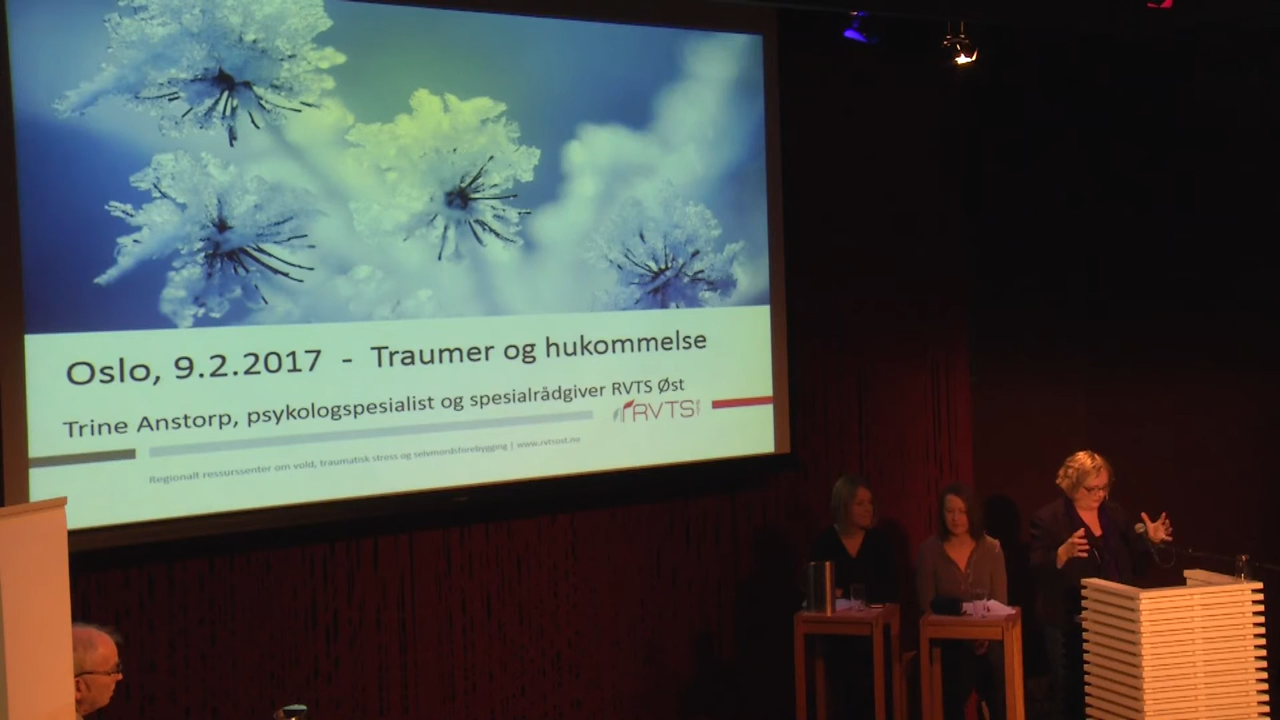 Oslo, 9.2.2017 - Traumer og hukommelse
Trine Anstorp, psykologspesialist og spesialrådgiver RVTS Øst
RVTS
Regionalt ressurssenter om vold, traumatisk stress og selvmordsforebygging | www.rvtsost.no